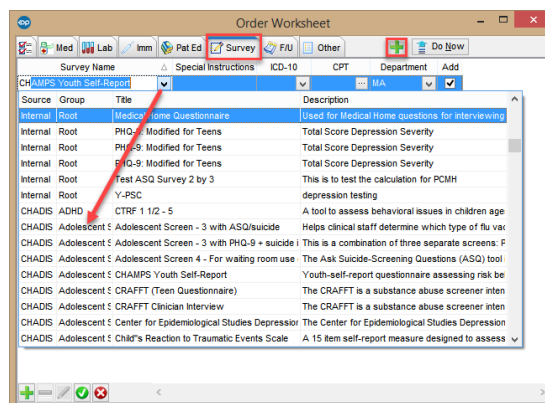 Order Worksheet
Med Lab Imm Pat Ed Survey F/U Other Do Now
Survey Name Special Instructions ICD-10 CPT Department Add
CHAMPS Youth Self-Report MA
Source Group Title Description
Internal Root Medical Home Questionnaire Used for Medical Home questions for interviewing
Internal Root PHQ-9: Modified for Teens Total Score Depression Severity
Internal Root PHQ-9: Modified for Teens Total Score Depression Severity
Internal Root PHQ-9: Modified for Teens Total Score Depression Severity
Internal Root Test ASQ Survey 2 by 3 This is to test the calculation for PCMH
Internal Root Y-PSC depression testing
CHADIS ADHD CTRF 1 1/2 - 5 A tool to assess behavioral issues in children age
CHADIS Adolescent S Adolescent Screen - 3 with ASQ/suicide Helps clinical staff determine which type of flu vac
CHADIS Adolescent S Adolescent Screen - 3 with PHQ-9 + suicide i This is a combination of three separate screens: P
CHADIS Adolescent S Adolescent Screen 4 - For waiting room use The Ask Suicide-Screening Questions (ASQ) tool i
CHADIS Adolescent S CHAMPS Youth Self-Report Youth-self-report questionnaire assessing risk bel
CHADIS Adolescent S CRAFFT (Teen Questionnaire) The CRAFFT is a substance abuse screener inten
CHADIS Adolescent S CRAFFT Clinician Interview The CRAFFT is a substance abuse screener inten
CHADIS Adolescent S Center for Epidemiological Studies Depression The Center for Epidemiological Studies Depression
CHADIS Adolescent S Child"s Reaction to Traumatic Events Scale A 15 item self-report measure designed to assess